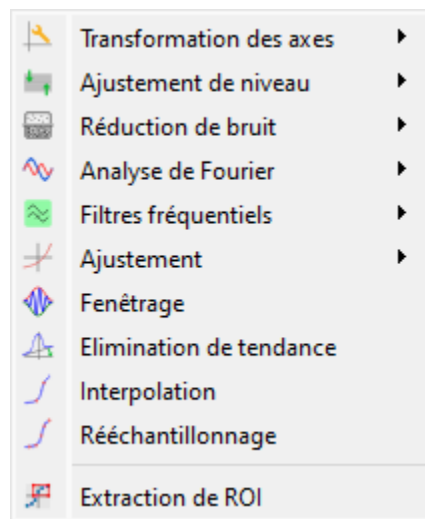 Transformation des axes
Ajustement de niveau
Réduction de bruit
Analyse de Fourier
Filtres fréquentiels
Ajustement
Fenêtrage
Elimination de tendance
Interpolation
Rééchantillonnage
Extraction de ROI